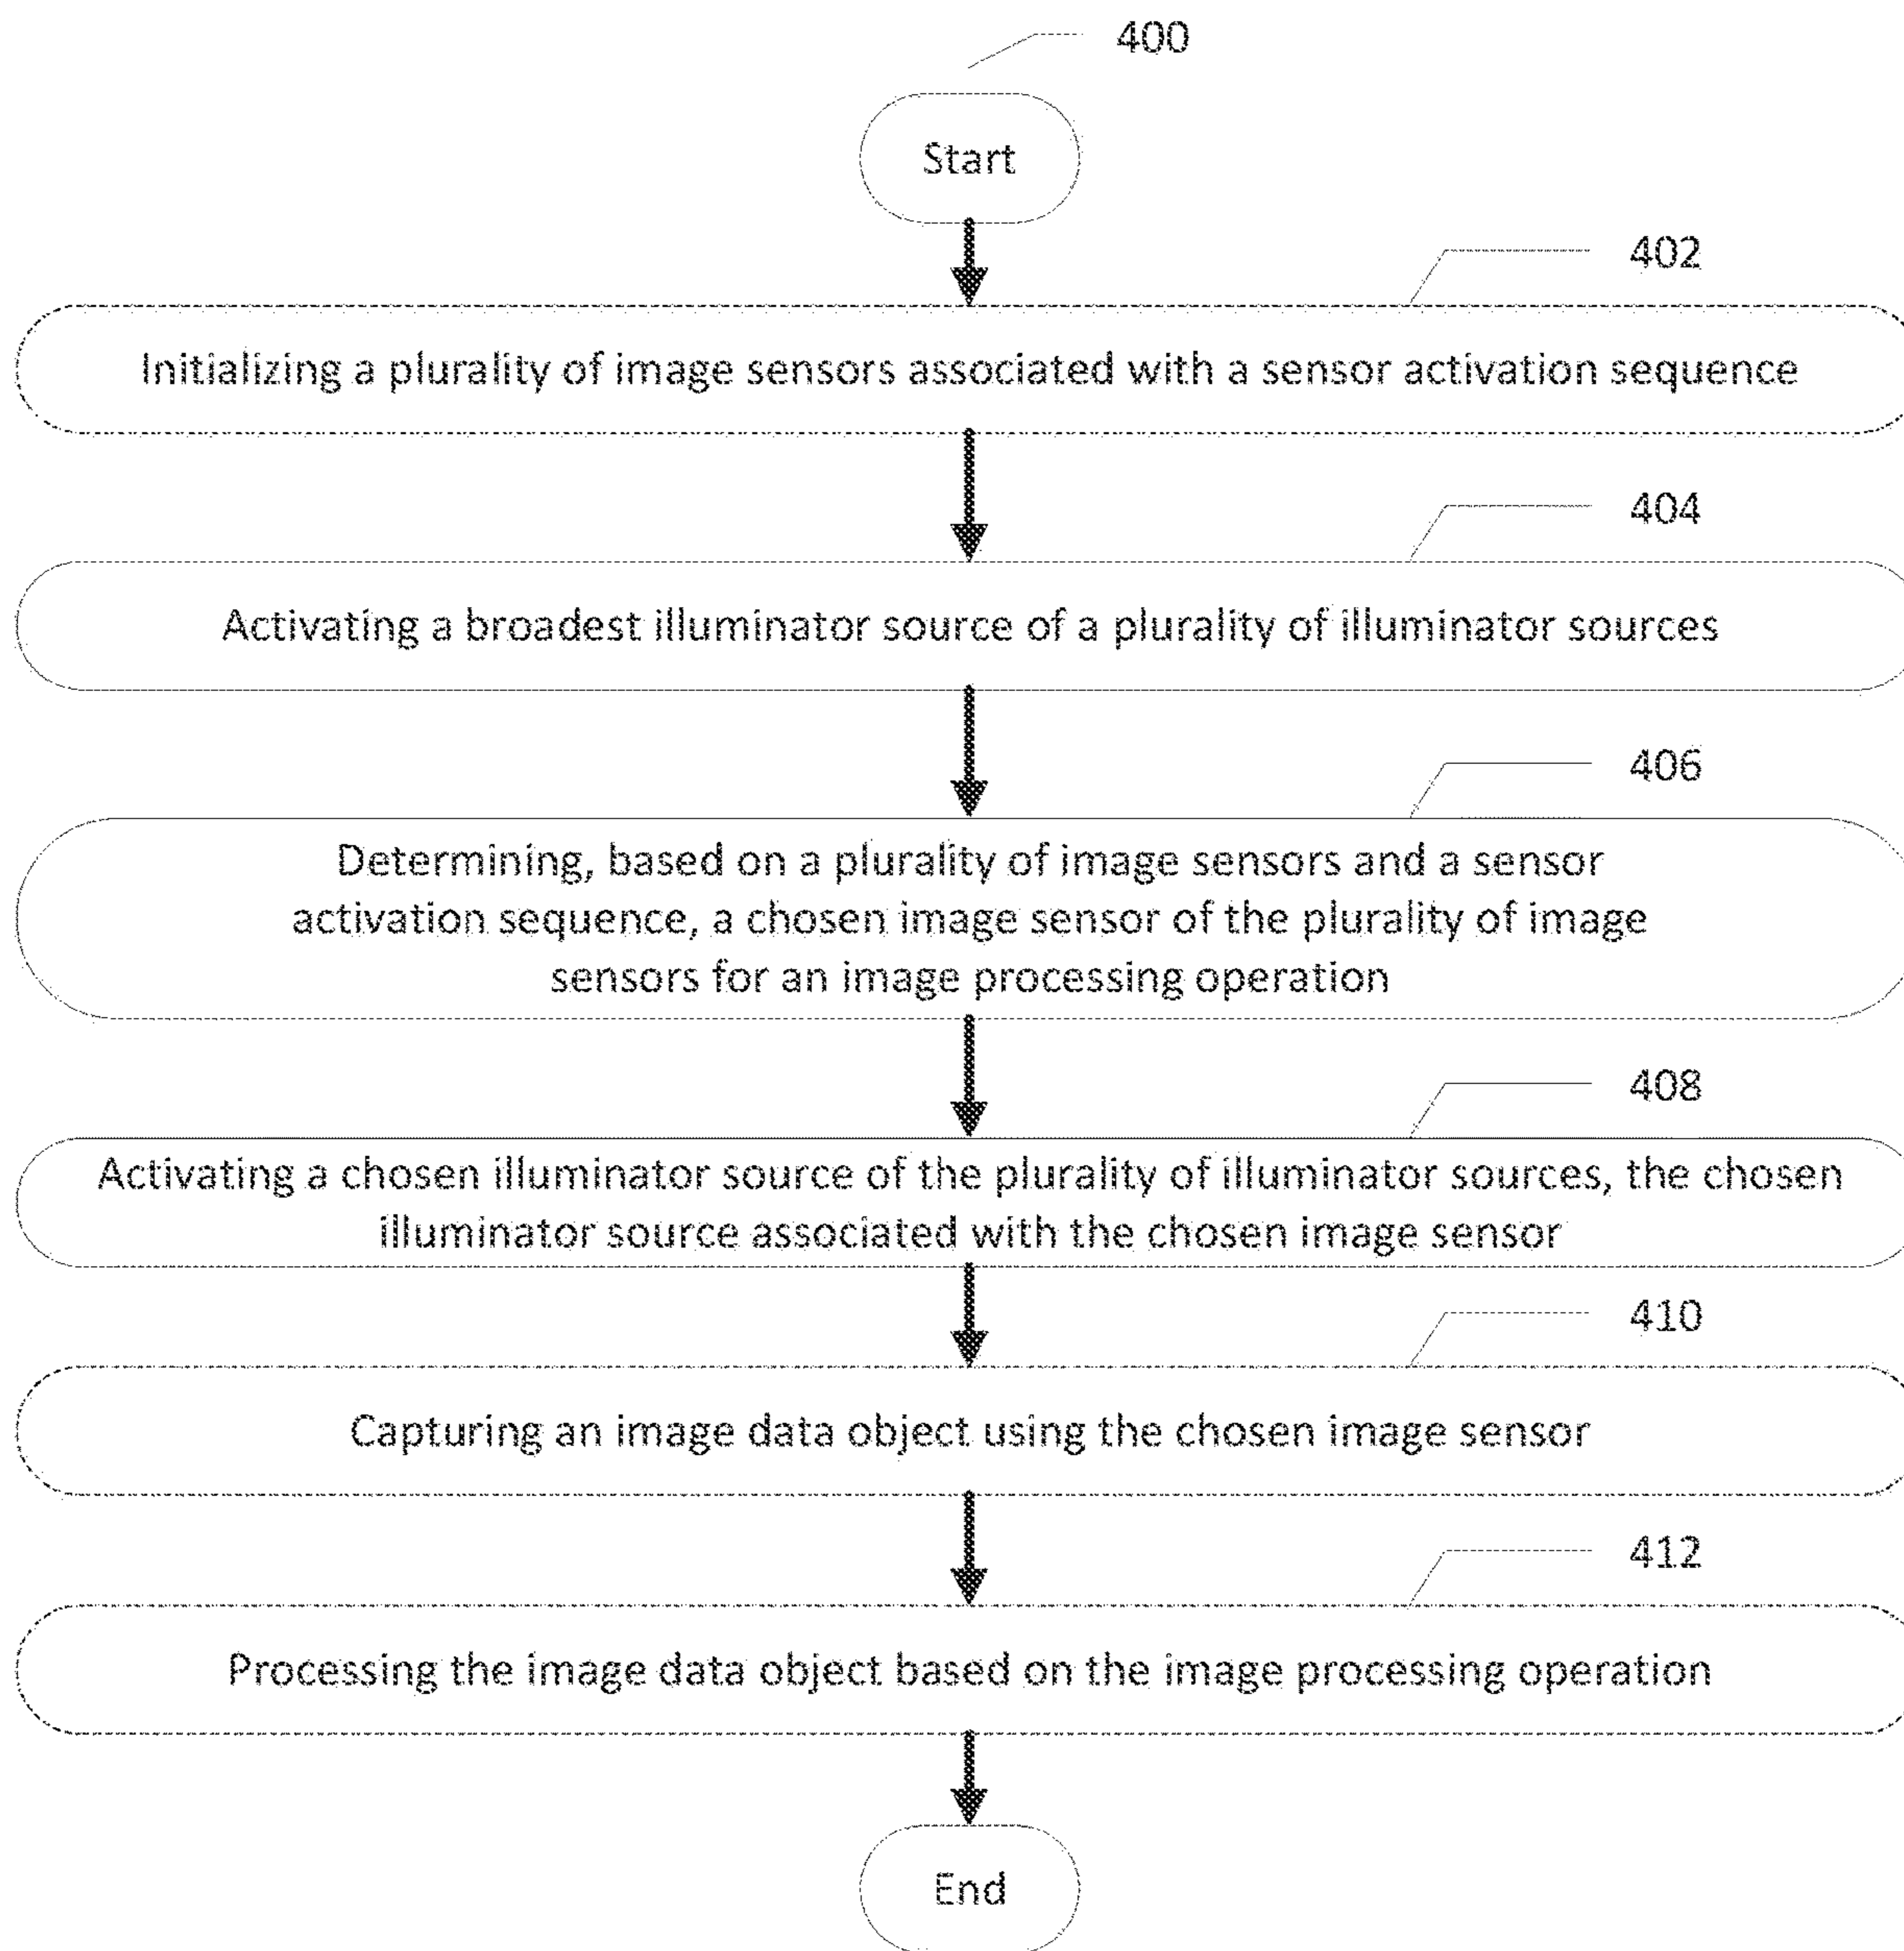 400
Start
402
Initializing a plurality of image sensors associated with a sensor activation sequence
404
Activating a broadest illuminator source of a plurality of illuminator sources
406
Determining, based on a plurality of image sensors and a sensor
activation sequence, a chosen image sensor of the plurality of image
sensors for an image processing operation
408
Activating a chosen illuminator source of the plurality of illuminator sources, the chosen
illuminator source associated with the chosen image sensor
410
Capturing an image data object using the chosen image sensor
412
Processing the image data object based on the image processing operation
End